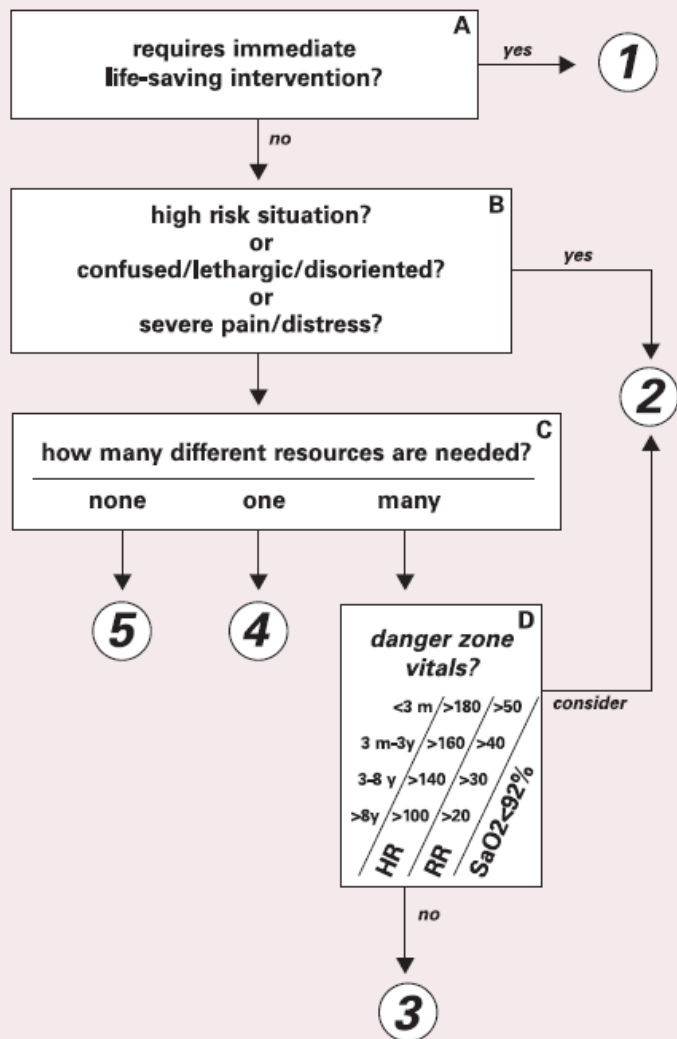 A
requires immediate
life-saving intervention?
yes
1
no
B
high risk situation?
or
confused/lethargic/disoriented?
or
severe pain/distress?
yes
2
C
how many different resources are needed?
none one many
5
4
D
danger zone
vitals?
<3 m >180 >50
3 m-3y >160 >40
3–8 y >140 >30
>8y >100 >20
HR RR SaO2<92%
consider
no
3